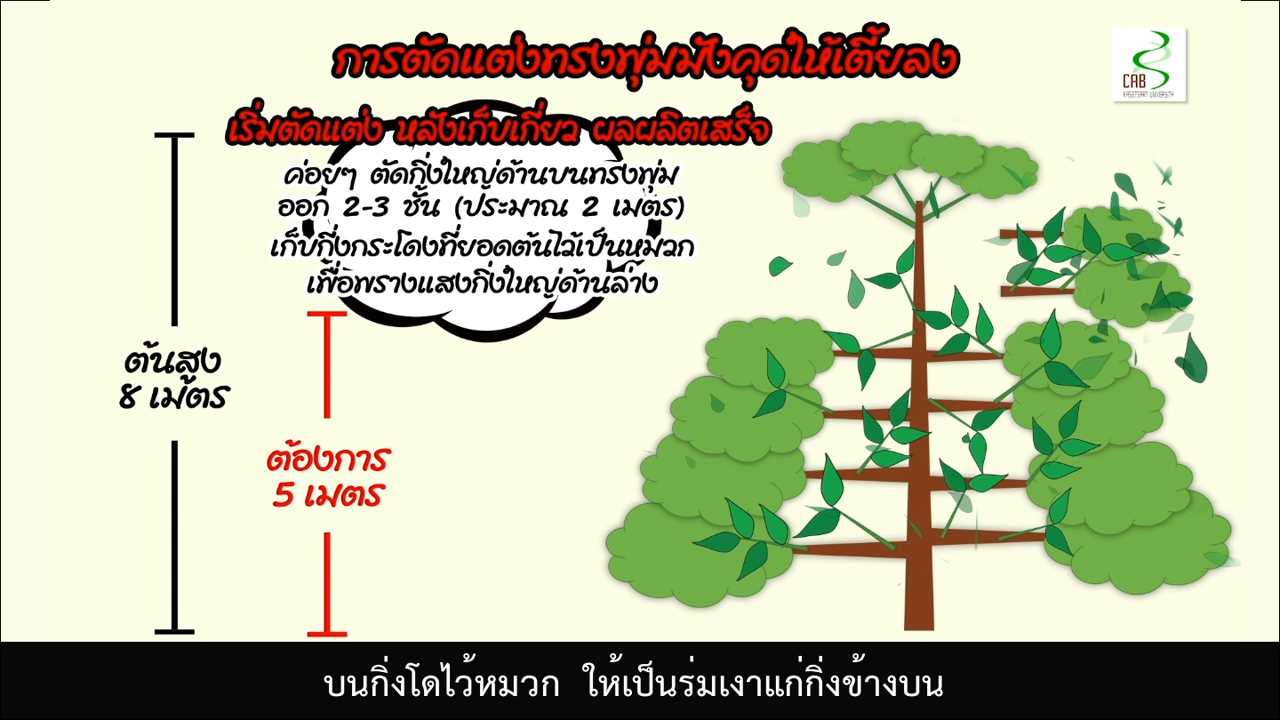 การตัดแต่งทรงพุ่มมังคุดให้เตี้ยลง
CAB
KASETSART UNIVERSITY
เริ่มตัดแต่ง หลังเก็บเกี่ยว ผลผลิตเสร็จ
ค่อยๆ ตัดกิ่งใหญ่ด้านบนทรงพุ่ม
ออก 2-3 ชั้น (ประมาณ 2 เมตร)
เก็บกิ่งกระโดงที่ยอดต้นไว้เป็นหมวก
เพื่อพรางแสงกิ่งใหญ่ด้านล่าง
ต้นสูง
8 เมตร
ต้องการ
5 เมตร
บนกิ่งโดไว้หมวก ให้เป็นร่มเงาแก่กิ่งข้างบน